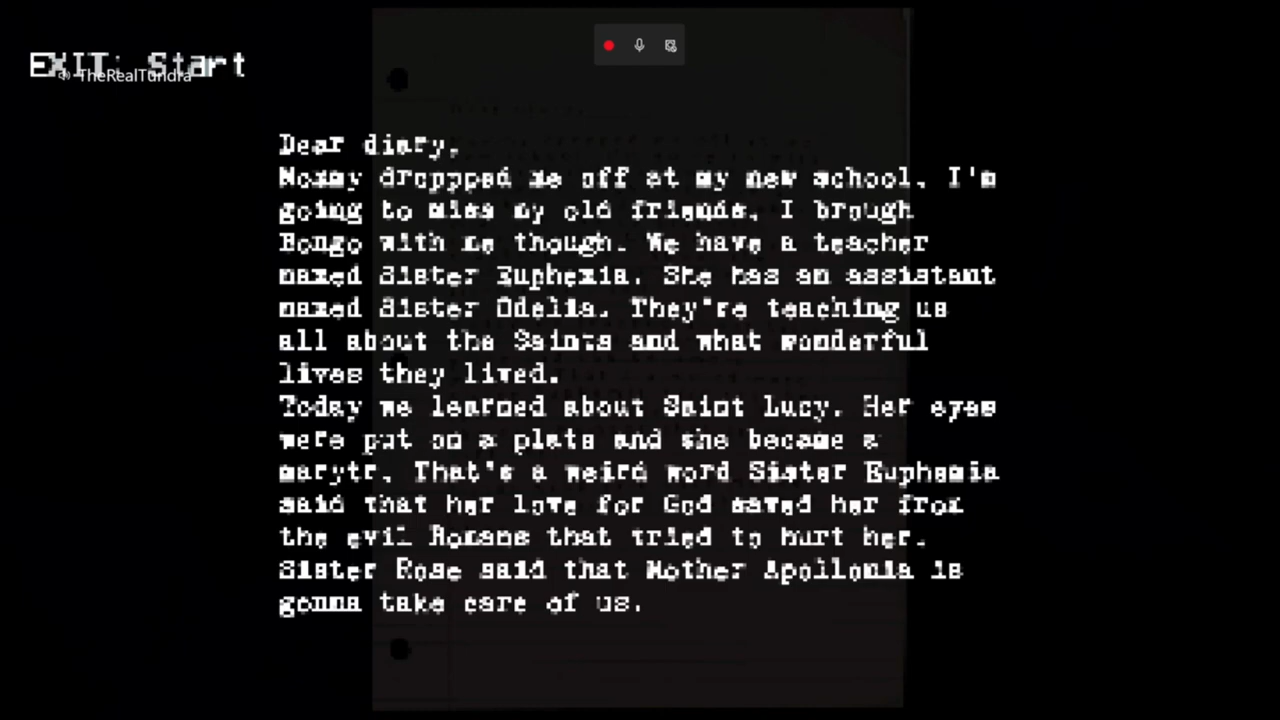 EXIT: Start
TheRealTundra
Dear diary,
Mommy droppped me off at my new school. I'm
going to miss my old friends. I brough
Bongo with me though. We have a teacher
named Sister Euphemia. She has an assistant
named Sister Odelia. They're teaching us
all about the Saints and what wonderful
lives they lived.
Today we learned about Saint Lucy. Her eyes
were put on a plate and she became a
marytr. That's a weird word Sister Euphemia
said that her love for God saved her from
the evil Romans that tried to hurt her.
Sister Rose said that Mother Apollonia is
gonna take care of us.